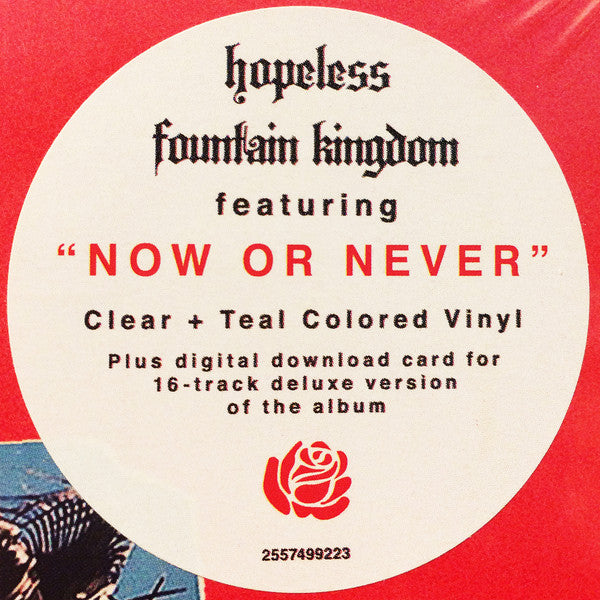 hopeless
fountain kingdom
featuring
"NOW OR NEVER"
Clear + Teal Colored Vinyl
Plus digital download card for
16-track deluxe version
of the album
2557499223